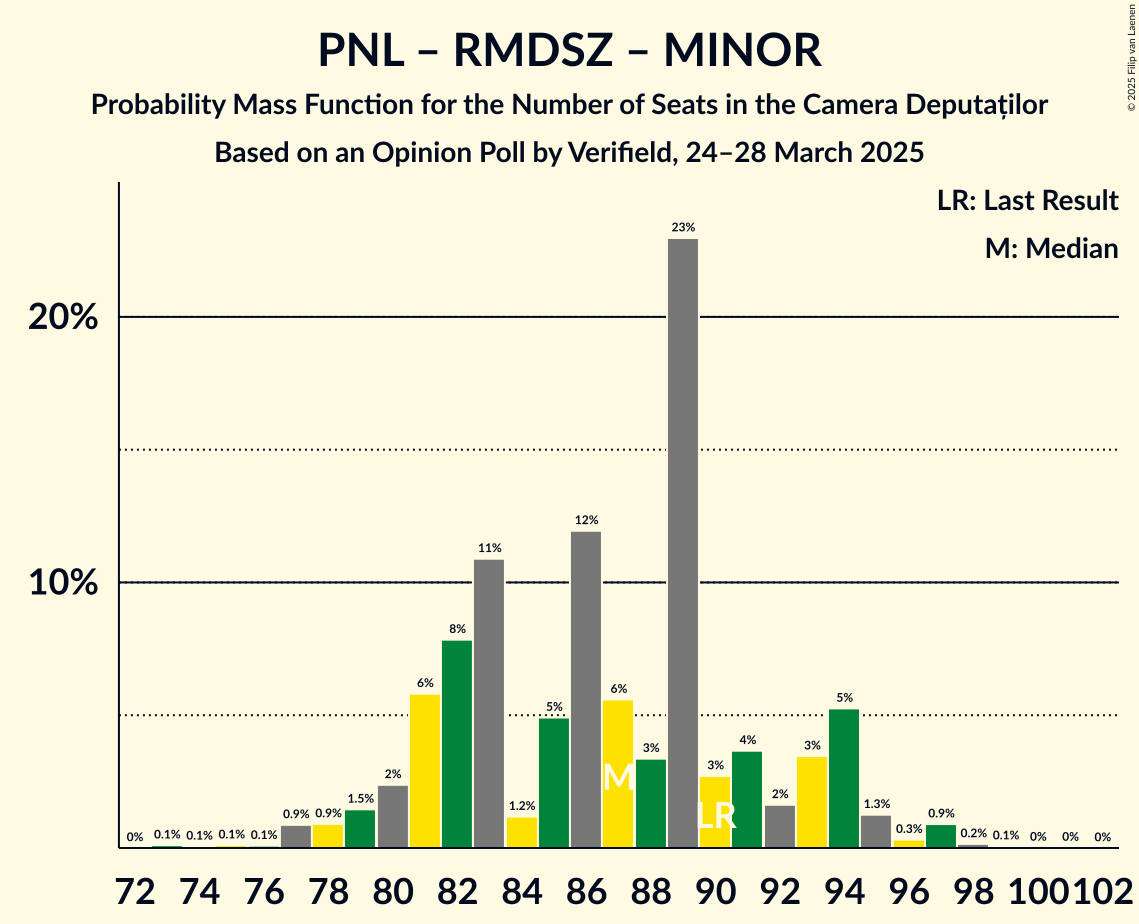 PNL – RMDSZ – MINOR
Probability Mass Function for the Number of Seats in the Camera Deputaților
Based on an Opinion Poll by Verifield, 24–28 March 2025
© 2025 Filip van Laenen
LR: Last Result
M: Median
20%
10%
0% 0.1% 0.1% 0.1% 0.1% 0.9% 0.9% 1.5% 2% 6% 8% 11% 1.2% 5% 12% 6% 3% 23% 3% 4% 2% 3% 5% 1.3% 0.3% 0.9% 0.2% 0.1% 0% 0% 0%
M
LR
72 74 76 78 80 82 84 86 88 90 92 94 96 98 100 102